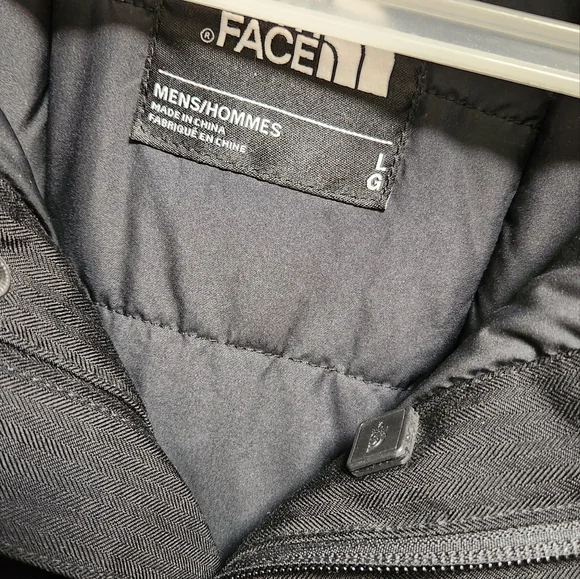 ® FACE
MENS/HOMMES
MADE IN CHINA
FABRIQUÉ EN CHINE
L
G